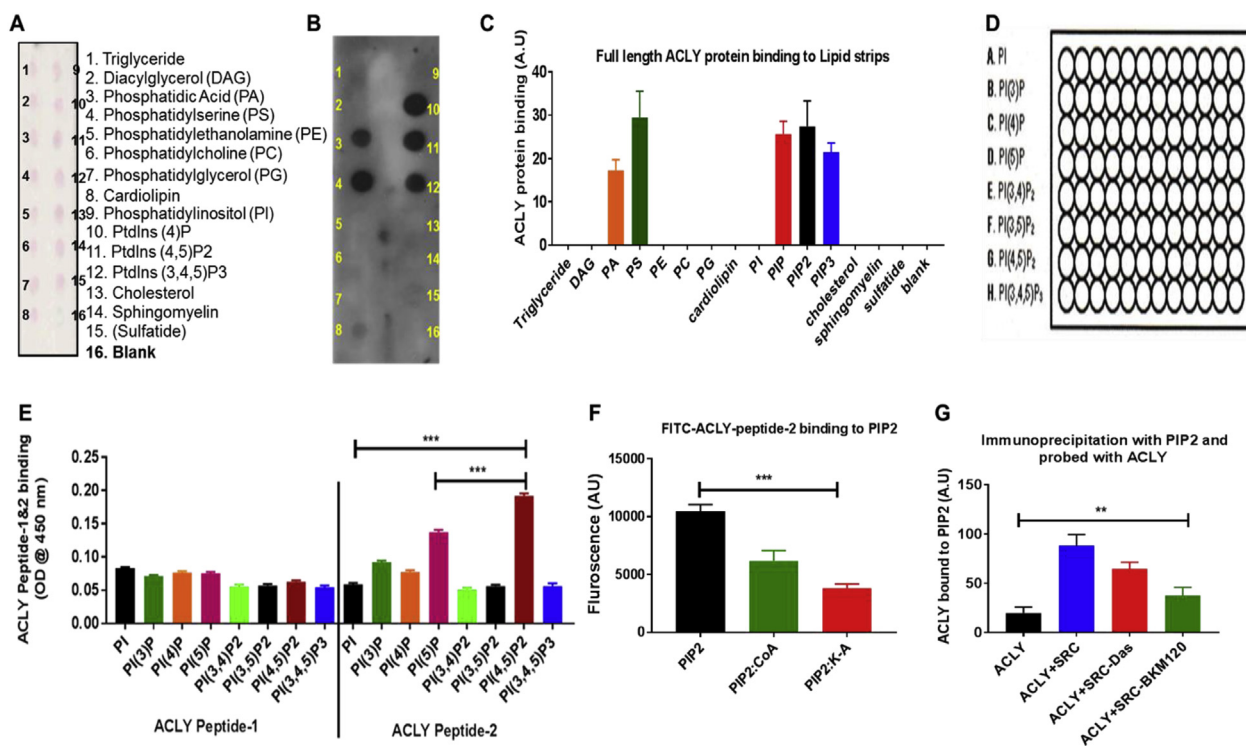 A
1 9
2 10
3 11
4 12
5 13
6 14
7 15
8 16
1. Triglyceride
2. Diacylglycerol (DAG)
3. Phosphatidic Acid (PA)
4. Phosphatidylserine (PS)
5. Phosphatidylethanolamine (PE)
6. Phosphatidylcholine (PC)
7. Phosphatidylglycerol (PG)
8. Cardiolipin
9. Phosphatidylinositol (PI)
10. PtdIns (4)P
11. PtdIns (4,5)P2
12. PtdIns (3,4,5)P3
13. Cholesterol
14. Sphingomyelin
15. (Sulfatide)
16. Blank
B
1 9
2 10
3 11
4 12
5 13
6 14
7 15
8 16
C
Full length ACLY protein binding to Lipid strips
ACLY protein binding (A.U)
40
30
20
10
0
Triglyceride
DAG
PA
PS
PE
PC
PG
cardiolipin
PI
PIP
PIP2
PIP3
cholesterol
sphingomyelin
sulfatide
blank
D
A. PI
B. PI(3)P
C. PI(4)P
D. PI(5)P
E. PI(3,4)P₂
F. PI(3,5)P₂
G. PI(4,5)P₂
H. PI(3,4,5)P₃
E
ACLY Peptide-1&2 binding
(OD @ 450 nm)
0.25
0.20
0.15
0.10
0.05
0.00
***
***
PI
PI(3)P
PI(4)P
PI(5)P
PI(3,4)P2
PI(3,5)P2
PI(4,5)P2
PI(3,4,5)P3
PI
PI(3)P
PI(4)P
PI(5)P
PI(3,4)P2
PI(3,5)P2
PI(4,5)P2
PI(3,4,5)P3
ACLY Peptide-1
ACLY Peptide-2
F
FITC-ACLY-peptide-2 binding to PIP2
Fluroscence (AU)
15000
10000
5000
0
***
PIP2
PIP2:CoA
PIP2:K-A
G
Immunoprecipitation with PIP2 and
probed with ACLY
ACLY bound to PIP2 (A.U)
150
100
50
0
**
ACLY
ACLY+SRC
ACLY+SRC-Das
ACLY+SRC-BKM120